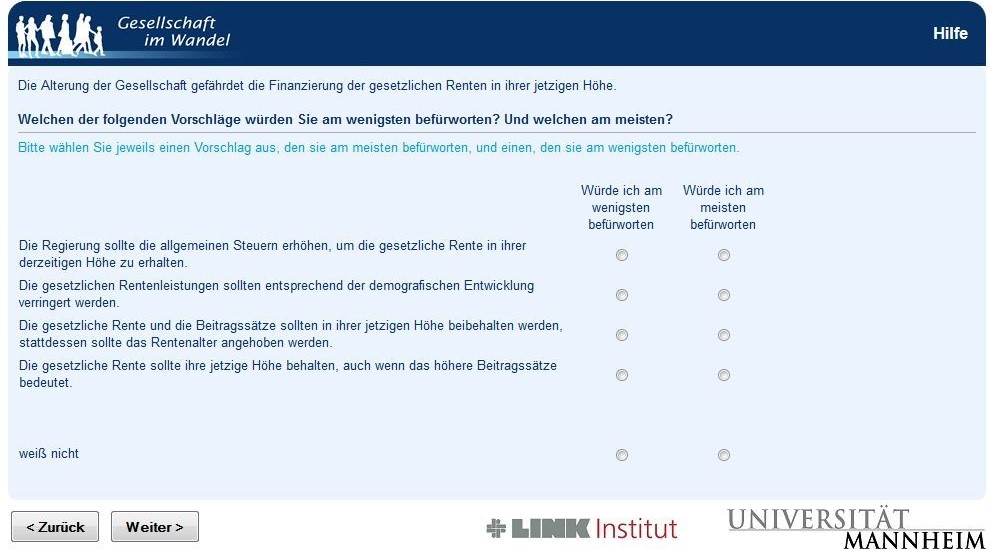 Gesellschaft
im Wandel
Hilfe
Die Alterung der Gesellschaft gefährdet die Finanzierung der gesetzlichen Renten in ihrer jetzigen Höhe.
Welchen der folgenden Vorschläge würden Sie am wenigsten befürworten? Und welchen am meisten?
Bitte wählen Sie jeweils einen Vorschlag aus, den sie am meisten befürworten, und einen, den sie am wenigsten befürworten.
Würde ich am
wenigsten
befürworten
Würde ich am
meisten
befürworten
Die Regierung sollte die allgemeinen Steuern erhöhen, um die gesetzliche Rente in ihrer
derzeitigen Höhe zu erhalten.
Die gesetzlichen Rentenleistungen sollten entsprechend der demografischen Entwicklung
verringert werden.
Die gesetzliche Rente und die Beitragssätze sollten in ihrer jetzigen Höhe beibehalten werden,
stattdessen sollte das Rentenalter angehoben werden.
Die gesetzliche Rente sollte ihre jetzige Höhe behalten, auch wenn das höhere Beitragssätze
bedeutet.
weiß nicht
< Zurück
Weiter >
LINK Institut
UNIVERSITÄT
MANNHEIM